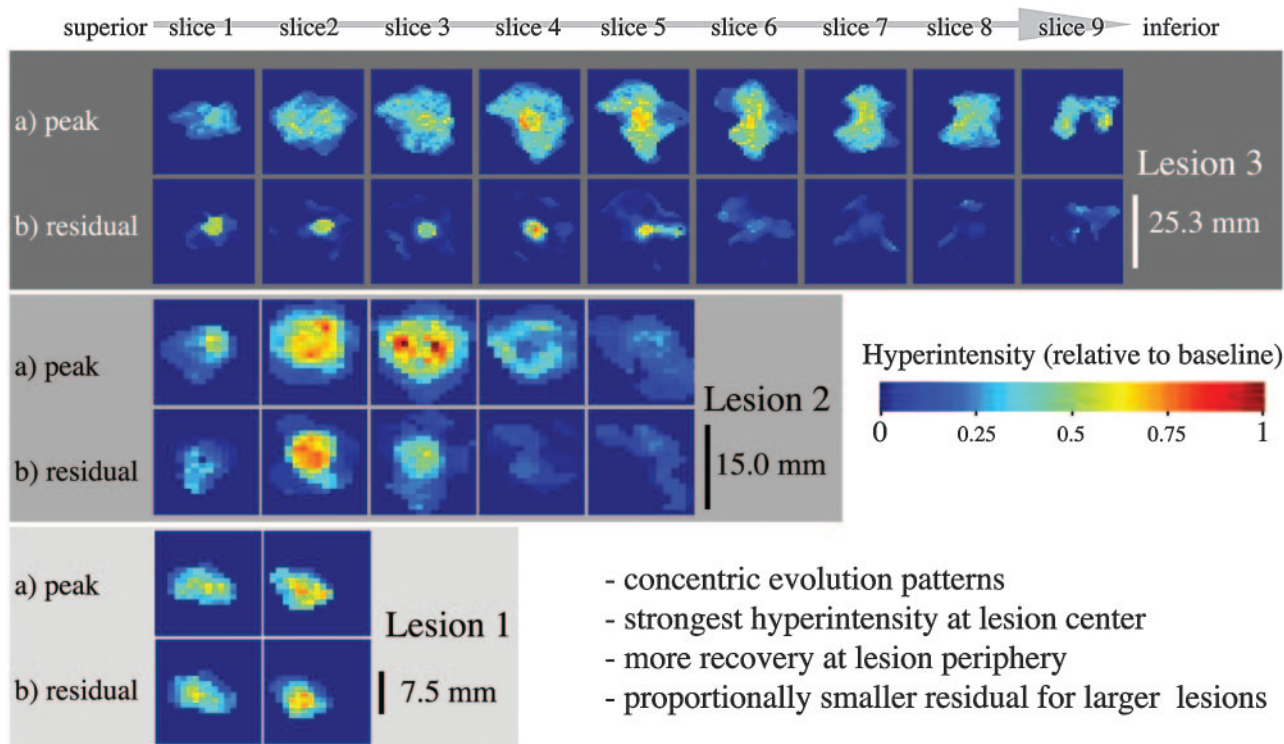 superior slice 1 slice2 slice 3 slice 4 slice 5 slice 6 slice 7 slice 8 slice 9 inferior
a) peak
b) residual
Lesion 3
25.3 mm
a) peak
b) residual
Lesion 2
15.0 mm
Hyperintensity (relative to baseline)
0 0.25 0.5 0.75 1
a) peak
b) residual
Lesion 1
7.5 mm
- concentric evolution patterns
- strongest hyperintensity at lesion center
- more recovery at lesion periphery
- proportionally smaller residual for larger lesions